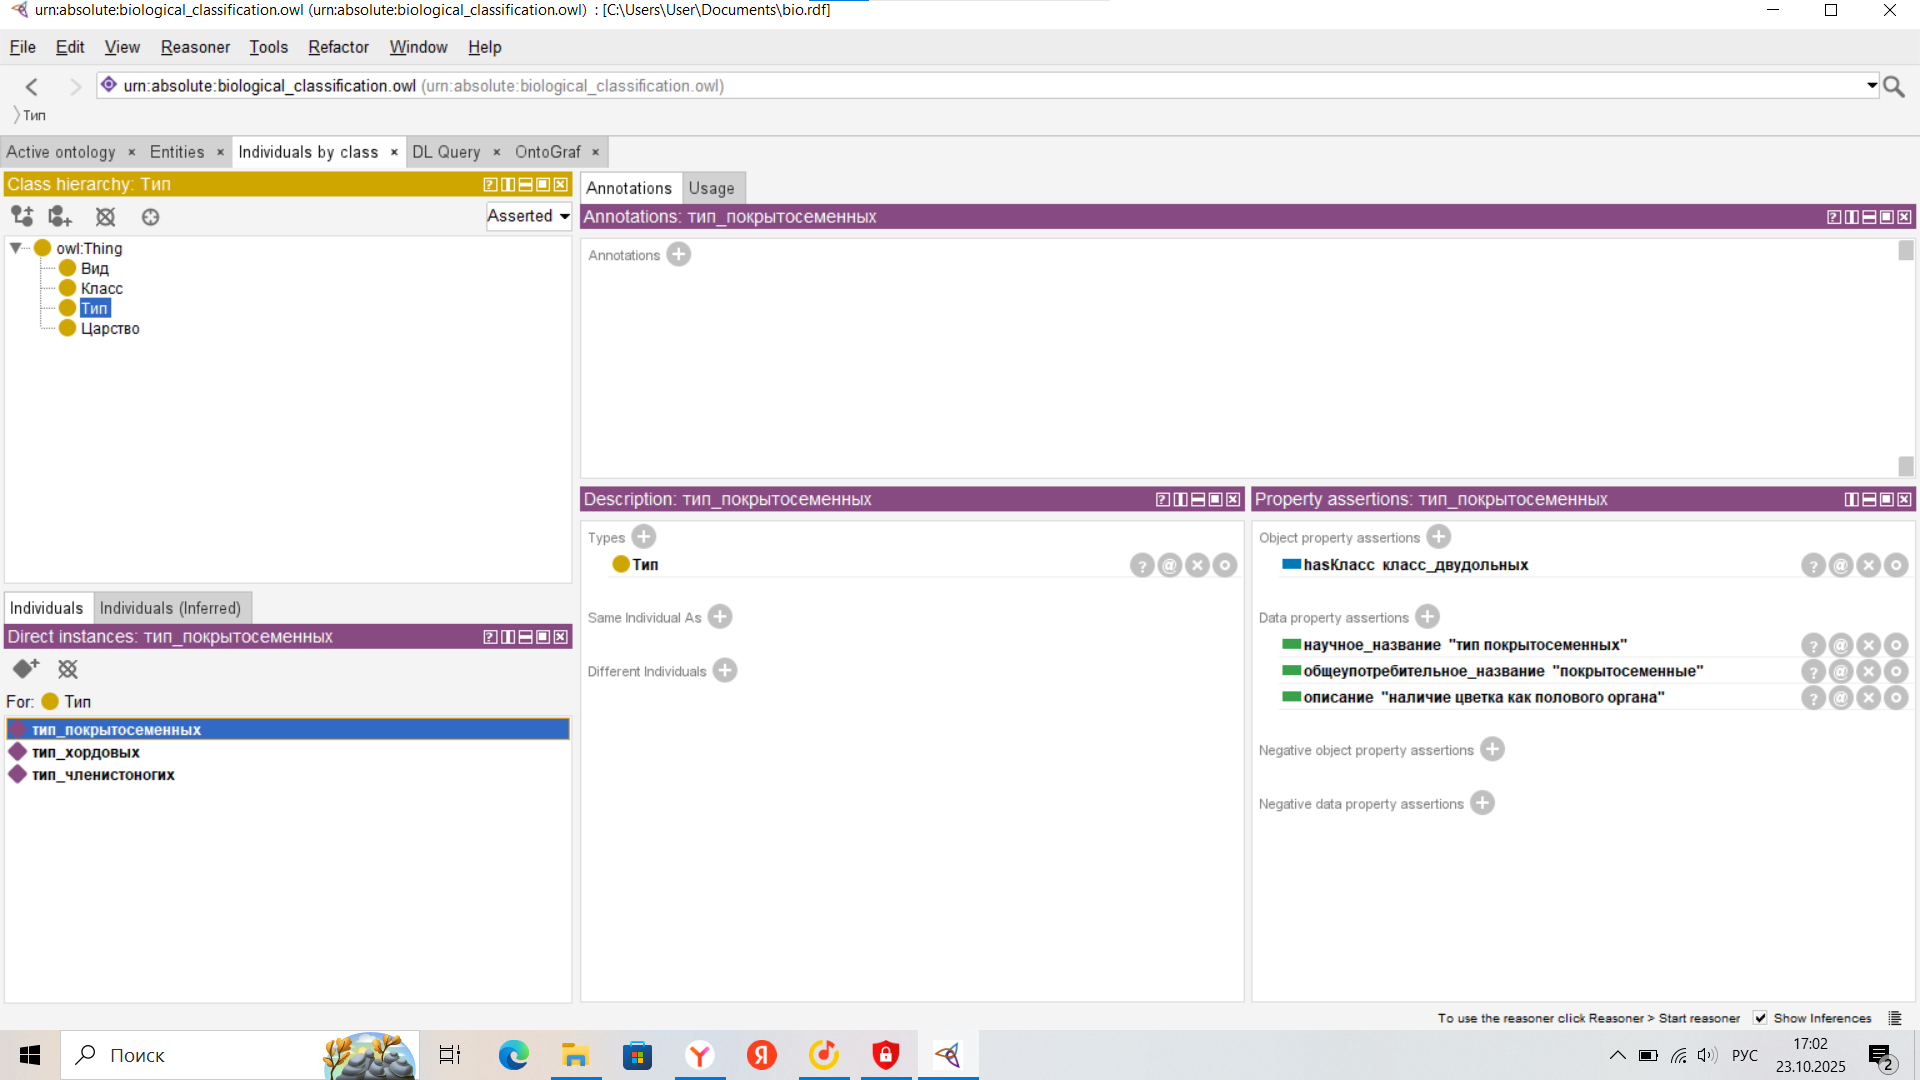 urn:absolute:biological_classification.owl (urn:absolute:biological_classification.owl) : [C:\Users\User\Documents\bio.rdf]
File Edit View Reasoner Tools Refactor Window Help
urn:absolute:biological_classification.owl (urn:absolute:biological_classification.owl)
Тип
Active ontology × Entities × Individuals by class × DL Query × OntoGraf ×
Class hierarchy: Тип
Asserted
owl:Thing
Вид
Класс
Тип
Царство
Individuals Individuals (Inferred)
Direct instances: тип_покрытосеменных
For: Тип
тип_покрытосеменных
тип_хордовых
тип_членистоногих
Annotations Usage
Annotations: тип_покрытосеменных
Annotations
Description: тип_покрытосеменных
Types
Тип
Same Individual As
Different Individuals
Property assertions: тип_покрытосеменных
Object property assertions
hasКласс класс_двудольных
Data property assertions
научное_название "тип покрытосеменных"
общеупотребительное_название "покрытосеменные"
описание "наличие цветка как полового органа"
Negative object property assertions
Negative data property assertions
To use the reasoner click Reasoner > Start reasoner Show Inferences
Поиск
РУС
17:02
23.10.2025
2